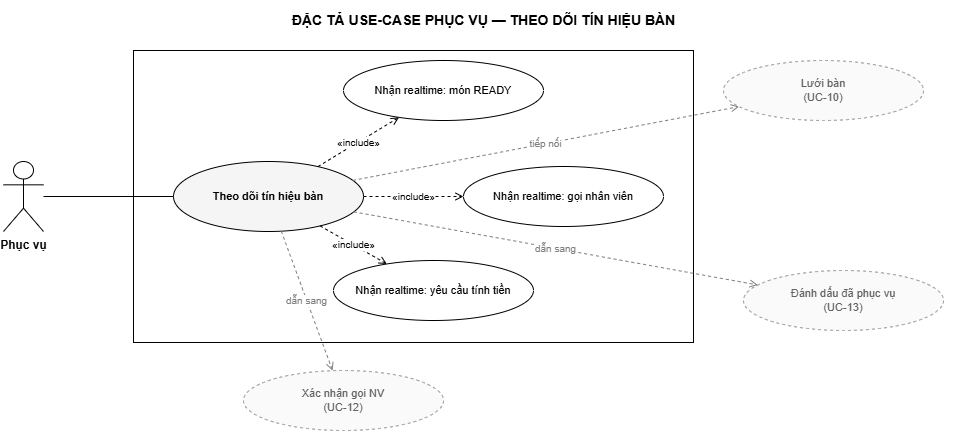 ĐẶC TẢ USE-CASE PHỤC VỤ — THEO DÕI TÍN HIỆU BÀN
Nhận realtime: món READY
Lưới bàn
(UC-10)
«include»
tiếp nối
Theo dõi tín hiệu bàn
«include»
Nhận realtime: gọi nhân viên
Phục vụ
«include»
dẫn sang
Nhận realtime: yêu cầu tính tiền
dẫn sang
Đánh dấu đã phục vụ
(UC-13)
Xác nhận gọi NV
(UC-12)